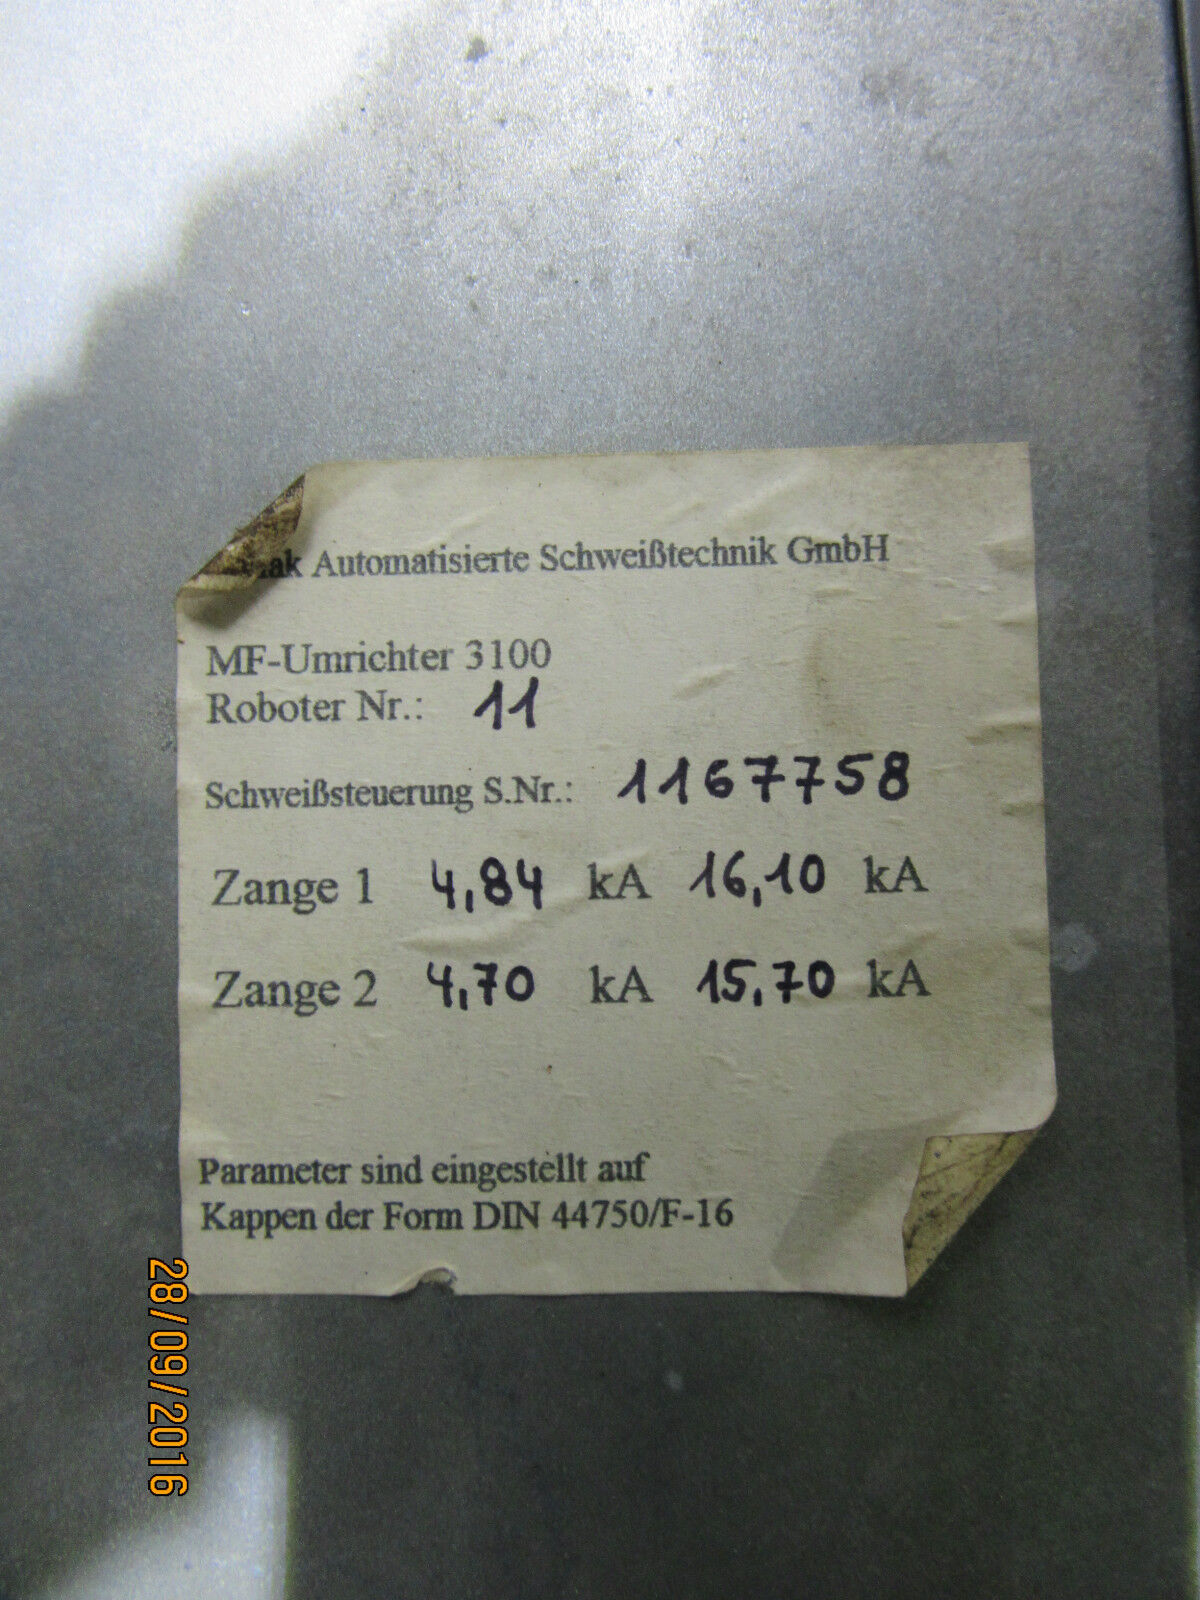 Automatisierte Schweißtechnik GmbH
MF-Umrichter 3100
Roboter Nr.: 11
Schweißsteuerung S.Nr.: 1167758
Zange 1 4,84 kA 16,10 kA
Zange 2 4,70 kA 15,70 kA
Parameter sind eingestellt auf
Kappen der Form DIN 44750/F-16
28/09/2016